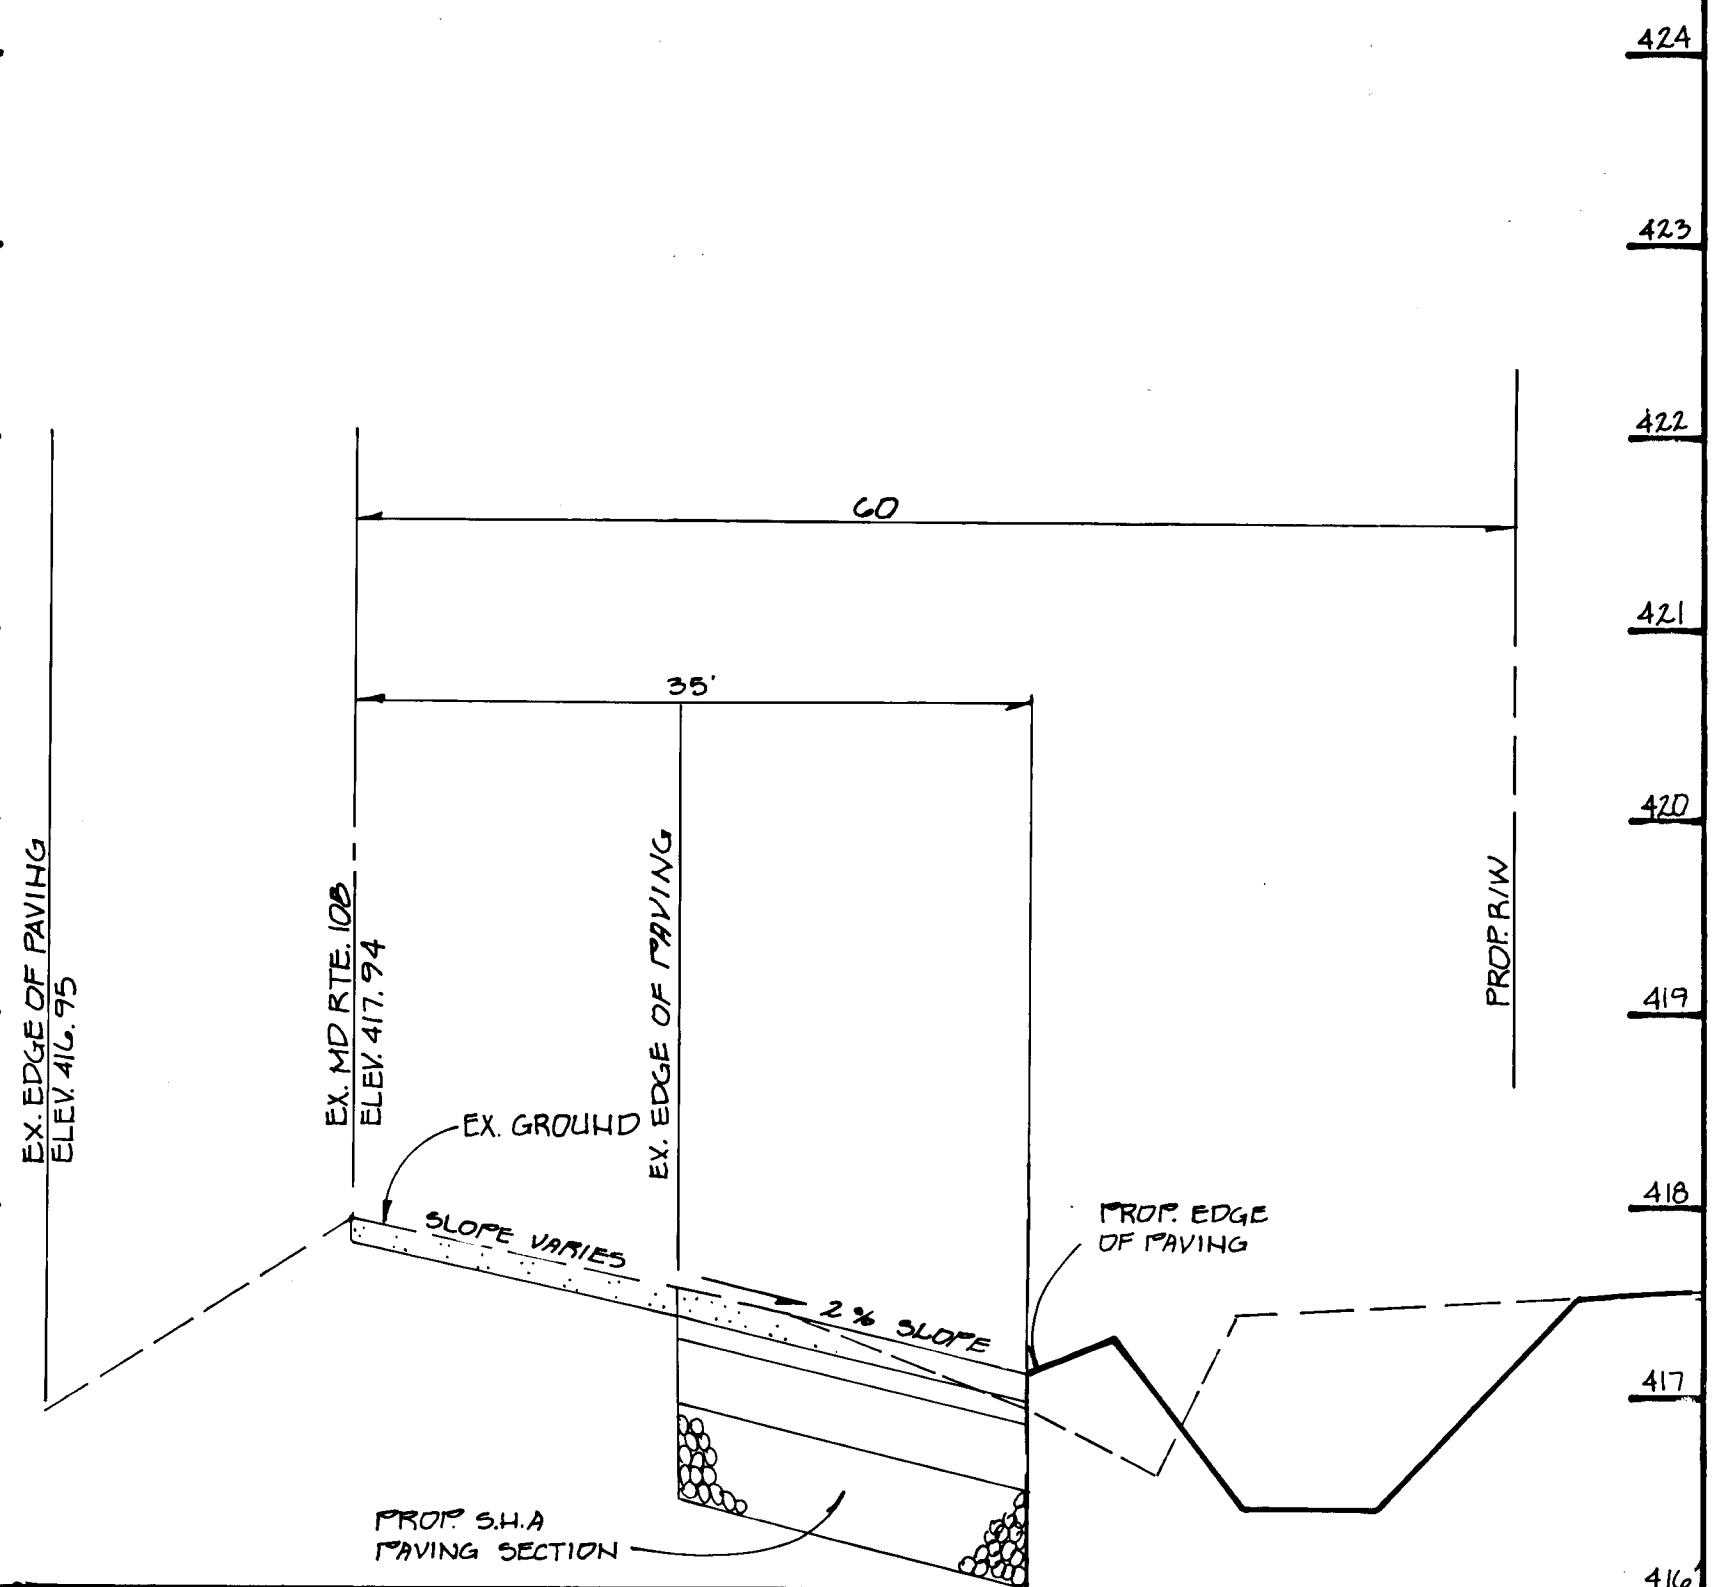 424
423
422
60
421
35'
420
EX. EDGE OF PAVING
ELEV. 416.95
EX. MD RTE. 108
ELEV. 417.94
EX. EDGE OF PAVING
PROP. R/W
419
EX. GROUND
418
SLOPE VARIES
PROP. EDGE
OF PAVING
2% SLOPE
417
PROP. S.H.A
PAVING SECTION
416